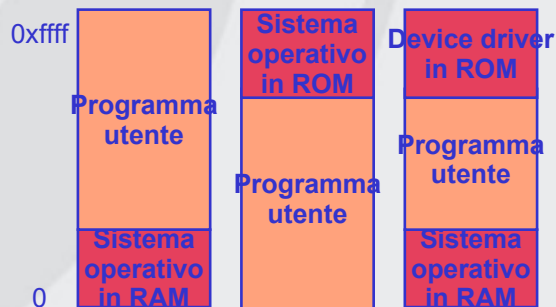 0xffff
Programma
utente
Sistema
operativo
in RAM
0
Sistema
operativo
in ROM
Programma
utente
Device driver
in ROM
Programma
utente
Sistema
operativo
in RAM